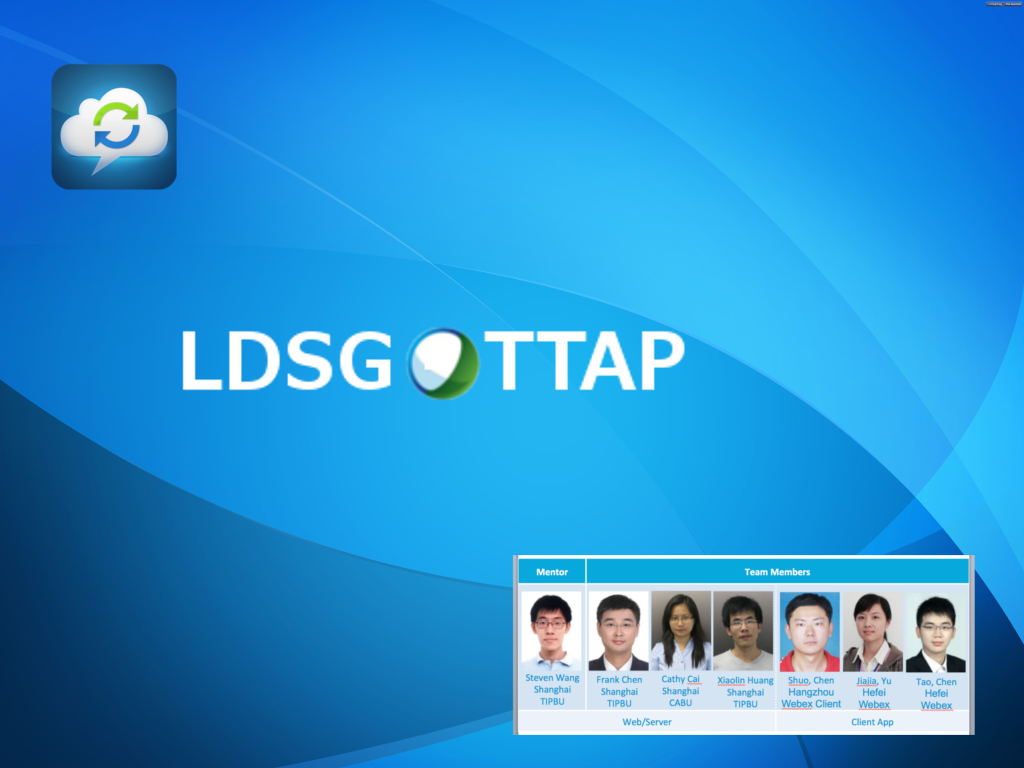 LDSG TTAP
Mentor
Team Members
Steven Wang
Shanghai
TIPBU
Frank Chen
Shanghai
TIPBU
Cathy Cai
Shanghai
CABU
Xiaolin Huang
Shanghai
TIPBU
Shuo, Chen
Hangzhou
Webex Client
Jiajia, Yu
Hefei
Webex
Tao, Chen
Hefei
Webex
Web/Server
Client App